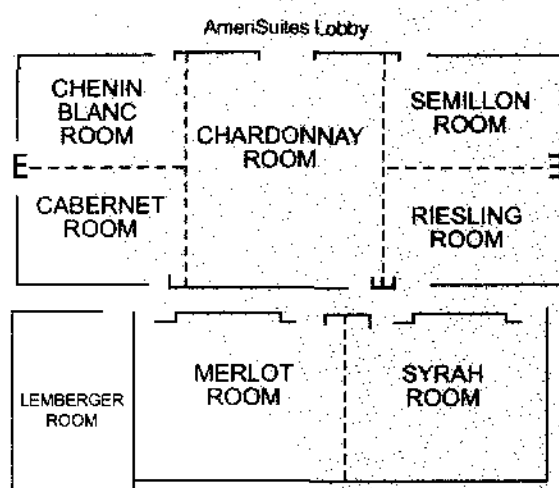 AmeriSuites Lobby
CHENIN
BLANC
ROOM
CHARDONNAY
ROOM
SEMILLON
ROOM
CABERNET
ROOM
RIESLING
ROOM
LEMBERGER
ROOM
MERLOT
ROOM
SYRAH
ROOM